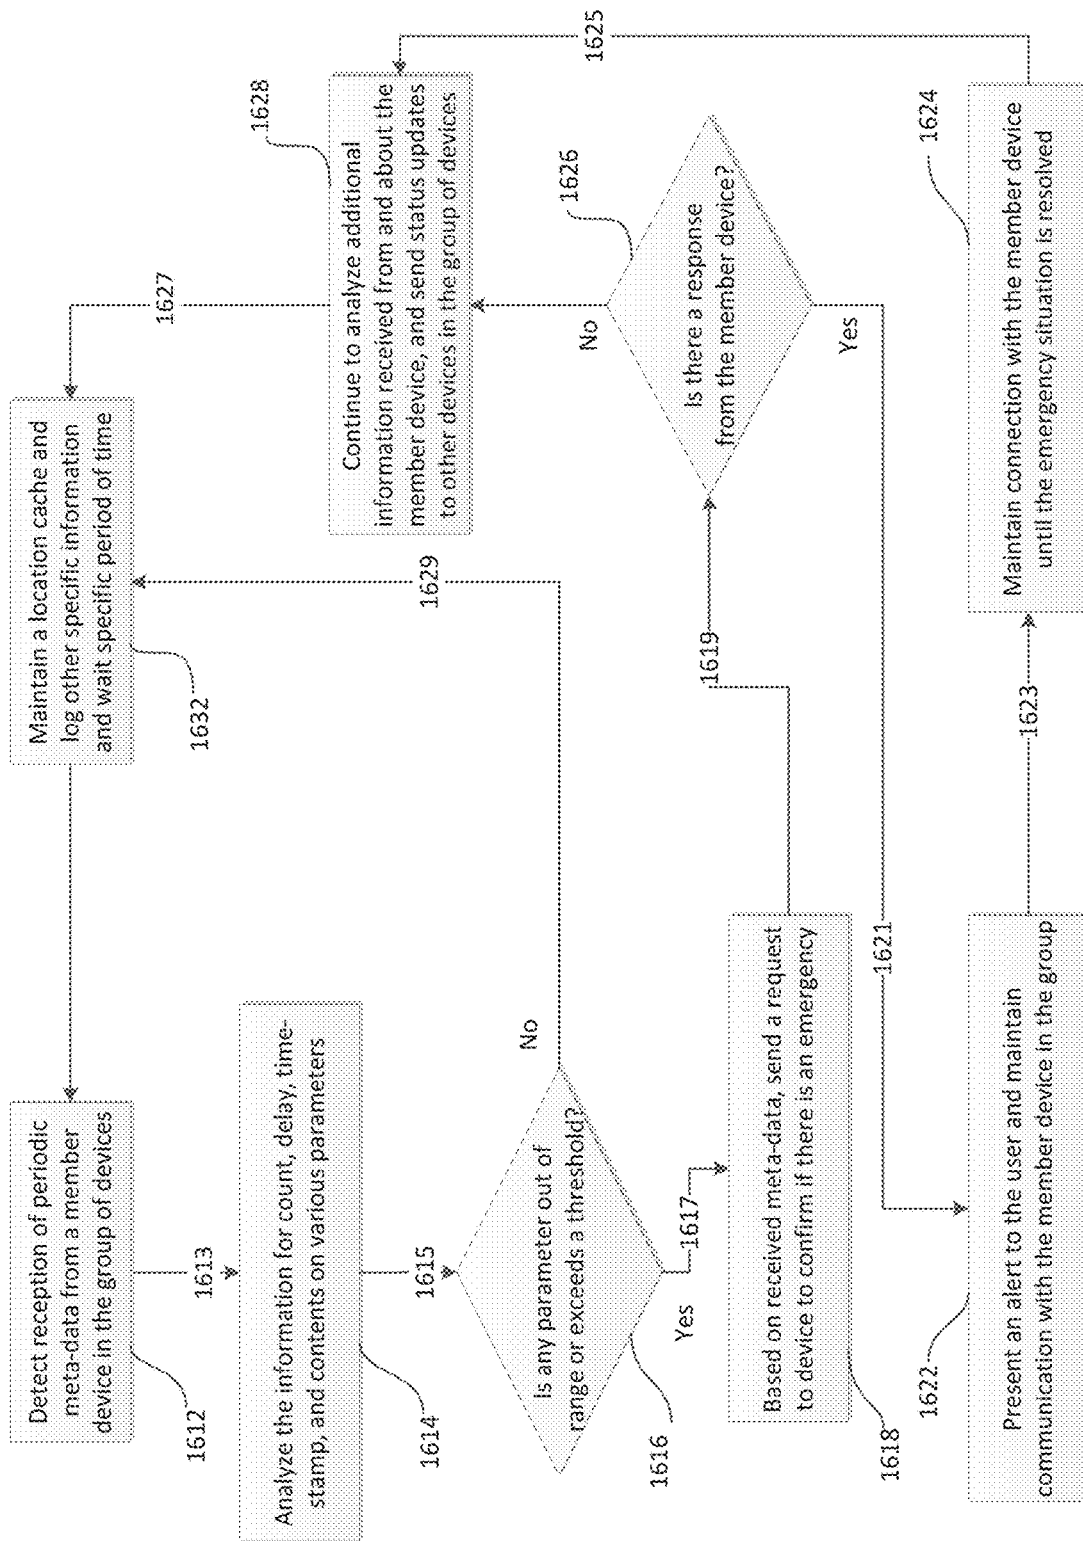 Detect reception of periodic
meta-data from a member
device in the group of devices
1612
1613
Analyze the information for count, delay, time-
stamp, and contents on various parameters
1614
1615
Is any parameter out of
range or exceeds a threshold?
1616
No
Yes
1617
Based on received meta-data, send a request
to device to confirm if there is an emergency
1618
1619
1629
Maintain a location cache and
log other specific information
and wait specific period of time
1632
1627
Continue to analyze additional
information received from and about the
member device, and send status updates
to other devices in the group of devices
1628
No
Is there a response
from the member device?
1626
Yes
1621
Present an alert to the user and maintain
communication with the member device in the group
1622
1623
Maintain connection with the member device
until the emergency situation is resolved
1624
1625